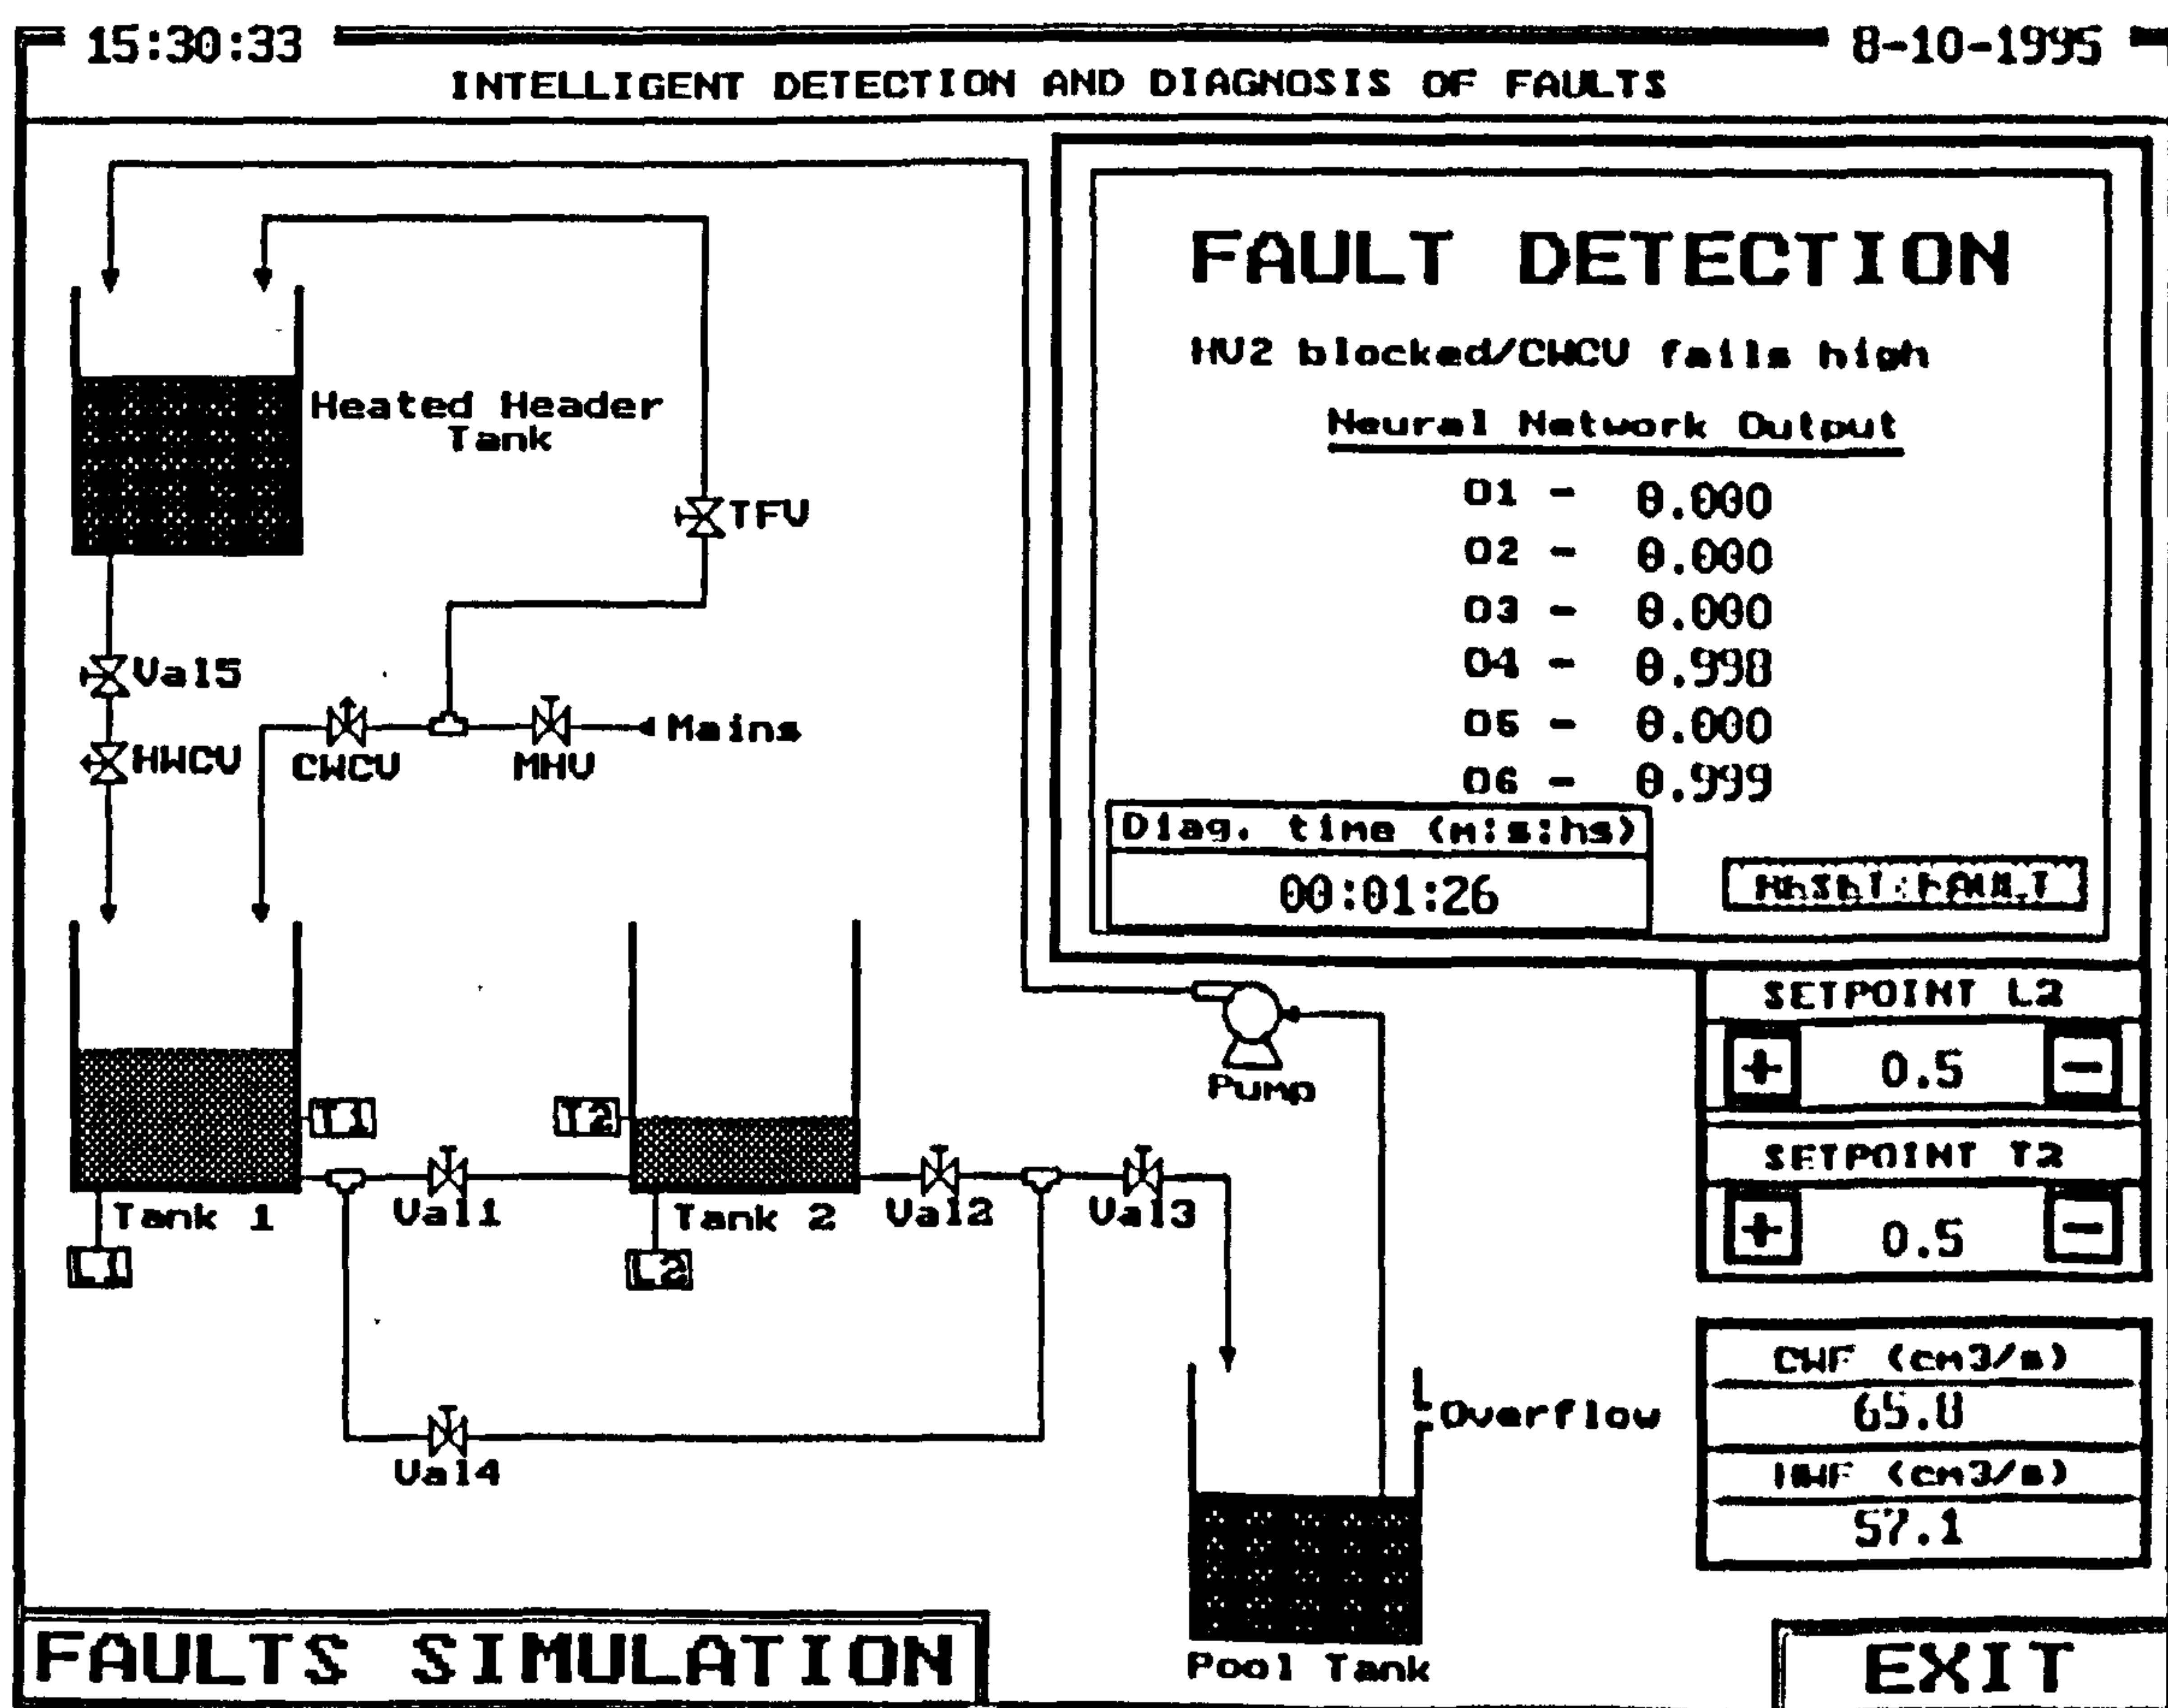 15:30:33
8-10-1995
INTELLIGENT DETECTION AND DIAGNOSIS OF FAULTS
FAULT DETECTION
HV2 blocked/CWCV fails high
Neural Network Output
O1 - 0.000
O2 - 0.000
O3 - 0.000
O4 - 0.998
O5 - 0.000
O6 - 0.999
Diag. time (m:s:hs)
00:01:26
Heated Header
Tank
TFV
Val5
HWCV
CWCV
MHV
Mains
SETPOINT L2
+ 0.5 -
SETPOINT T2
+ 0.5 -
Pump
T1
T2
Tank 1
Val1
Tank 2
Val2
Val3
L1
L2
Val4
Overflow
CWF (cm3/s)
65.0
HWF (cm3/s)
57.1
Pool Tank
FAULTS SIMULATION
EXIT